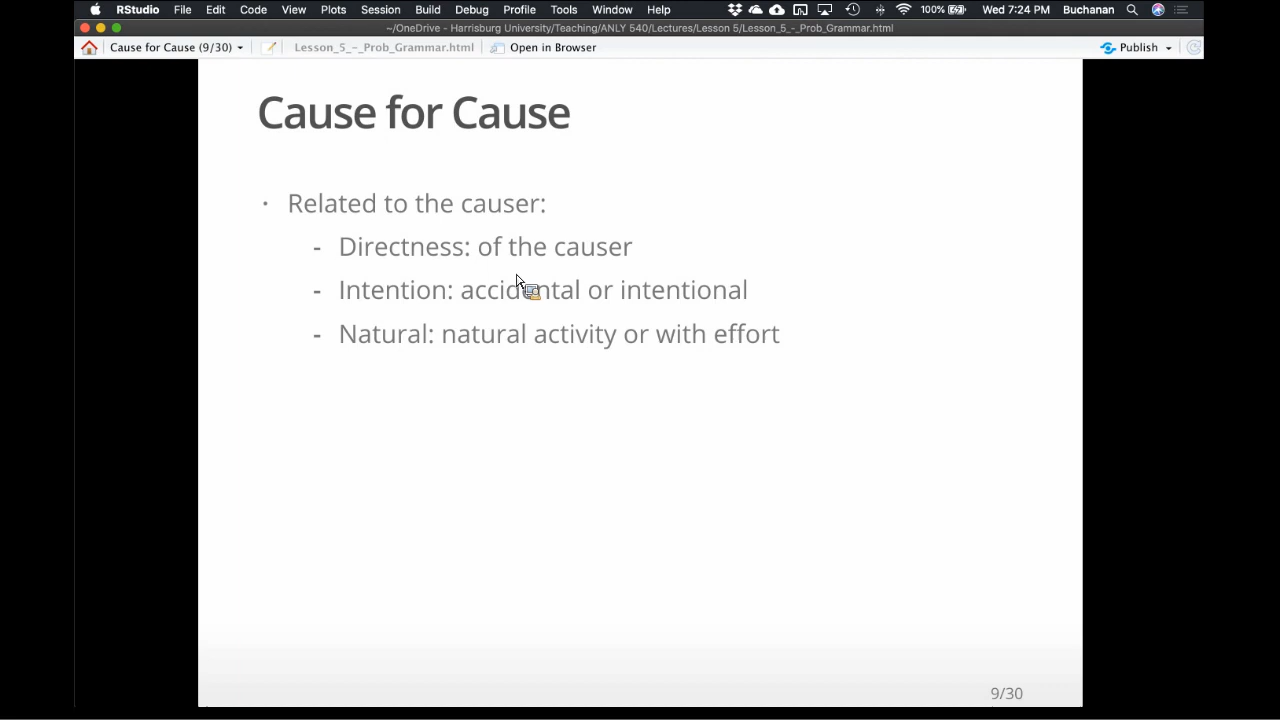 RStudio File Edit Code View Plots Session Build Debug Profile Tools Window Help 100% Wed 7:24 PM Buchanan
~/OneDrive - Harrisburg University/Teaching/ANLY 540/Lectures/Lesson 5/Lesson_5_-_Prob_Grammar.html
Cause for Cause (9/30) Lesson_5_-_Prob_Grammar.html Open in Browser Publish
Cause for Cause
• Related to the causer:
- Directness: of the causer
- Intention: accidental or intentional
- Natural: natural activity or with effort
9/30